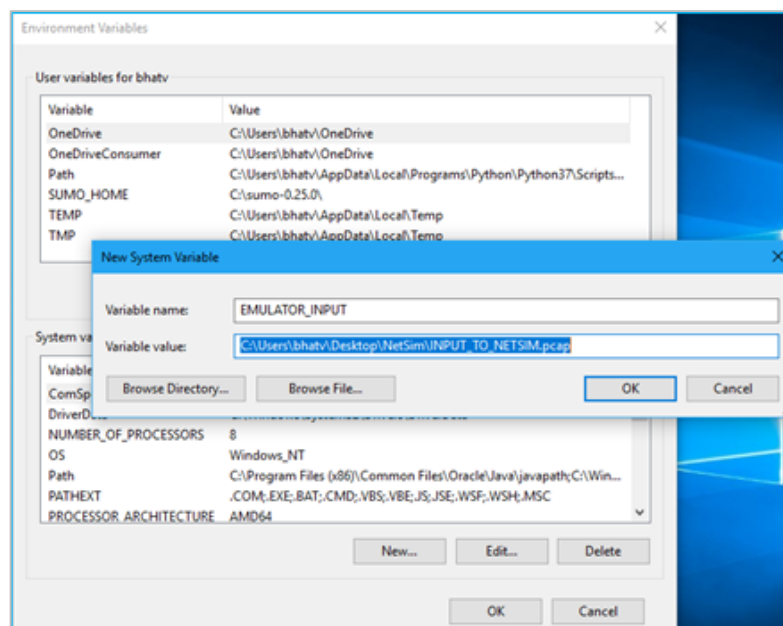 Environment Variables
User variables for bhatv
Variable Value
OneDrive C:\Users\bhatv\OneDrive
OneDriveConsumer C:\Users\bhatv\OneDrive
Path C:\Users\bhatv\AppData\Local\Programs\Python\Python37\Scripts...
SUMO_HOME C:\sumo-0.25.0\
TEMP C:\Users\bhatv\AppData\Local\Temp
TMP C:\Users\bhatv\AppData\Local\Temp
New System Variable
Variable name: EMULATOR_INPUT
Variable value: C:\Users\bhatv\Desktop\NetSim\INPUT_TO_NETSIM.pcap
Browse Directory... Browse File... OK Cancel
System va
Variable
ComSp
DriverD
NUMBER_OF_PROCESSORS 8
OS Windows_NT
Path C:\Program Files (x86)\Common Files\Oracle\Java\javapath;C:\Win...
PATHEXT .COM;.EXE;.BAT;.CMD;.VBS;.VBE;.JS;.JSE;.WSF;.WSH;.MSC
PROCESSOR_ARCHITECTURE AMD64
New... Edit... Delete
OK Cancel